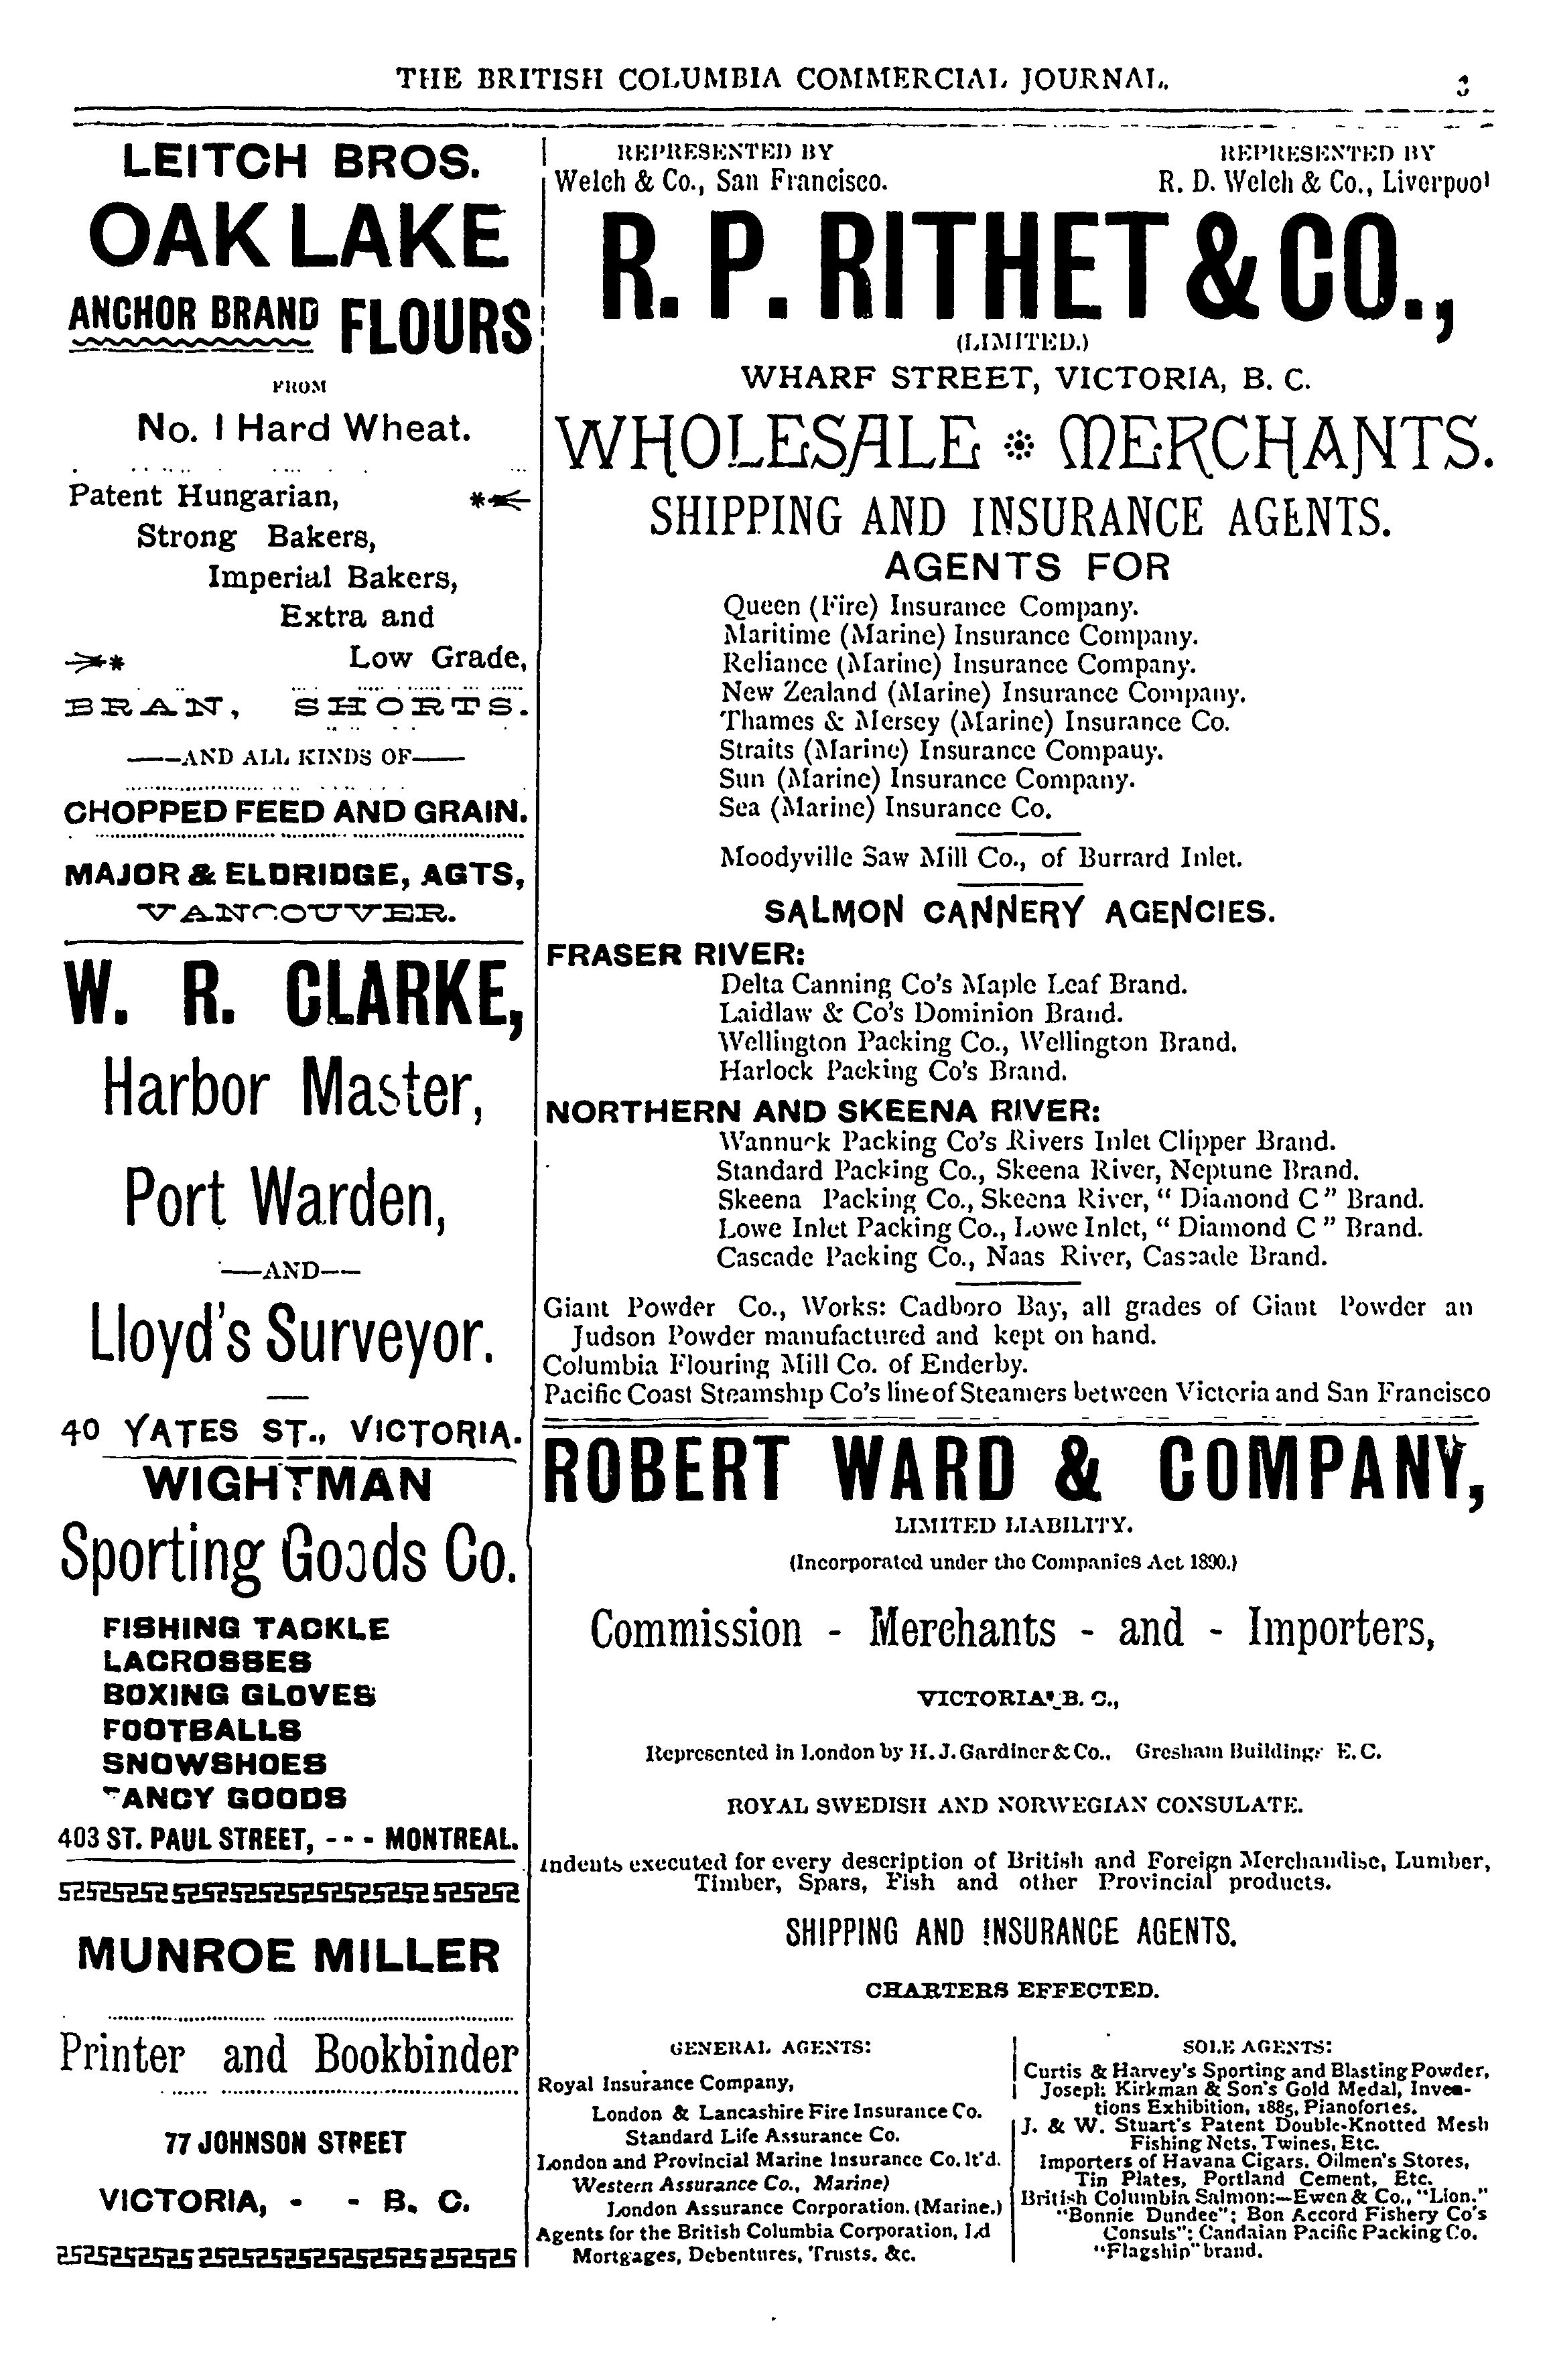 THE BRITISH COLUMBIA COMMERCIAL JOURNAL.
3
LEITCH BROS.
OAK LAKE
ANCHOR BRAND FLOURS
FROM
No. 1 Hard Wheat.
Patent Hungarian,
Strong Bakers,
Imperial Bakers,
Extra and
Low Grade,
BRAN, SHORTS.
——AND ALL KINDS OF——
CHOPPED FEED AND GRAIN.
MAJOR & ELDRIDGE, AGTS,
VANCOUVER.
W. R. CLARKE,
Harbor Master,
Port Warden,
——AND——
Lloyd's Surveyor.
40 YATES ST., VICTORIA.
WIGHTMAN
Sporting Goods Co.
FISHING TACKLE
LACROSSES
BOXING GLOVES
FOOTBALLS
SNOWSHOES
FANCY GOODS
403 ST. PAUL STREET, - - - MONTREAL.
MUNROE MILLER
Printer and Bookbinder
77 JOHNSON STREET
VICTORIA, - - B. C.
REPRESENTED BY
Welch & Co., San Francisco.
REPRESENTED BY
R. D. Welch & Co., Liverpool
R. P. RITHET & CO.,
(LIMITED.)
WHARF STREET, VICTORIA, B. C.
WHOLESALE MERCHANTS.
SHIPPING AND INSURANCE AGENTS.
AGENTS FOR
Queen (Fire) Insurance Company.
Maritime (Marine) Insurance Company.
Reliance (Marine) Insurance Company.
New Zealand (Marine) Insurance Company.
Thames & Mersey (Marine) Insurance Co.
Straits (Marine) Insurance Compauy.
Sun (Marine) Insurance Company.
Sea (Marine) Insurance Co.
Moodyville Saw Mill Co., of Burrard Inlet.
SALMON CANNERY AGENCIES.
FRASER RIVER:
Delta Canning Co's Maple Leaf Brand.
Laidlaw & Co's Dominion Brand.
Wellington Packing Co., Wellington Brand.
Harlock Packing Co's Brand.
NORTHERN AND SKEENA RIVER:
Wannuck Packing Co's Rivers Inlet Clipper Brand.
Standard Packing Co., Skeena River, Neptune Brand.
Skeena Packing Co., Skeena River, " Diamond C " Brand.
Lowe Inlet Packing Co., Lowe Inlet, " Diamond C " Brand.
Cascade Packing Co., Naas River, Cascade Brand.
Giant Powder Co., Works: Cadboro Bay, all grades of Giant Powder an
Judson Powder manufactured and kept on hand.
Columbia Flouring Mill Co. of Enderby.
Pacific Coast Steamship Co's line of Steamers between Victoria and San Francisco
ROBERT WARD & COMPANY,
LIMITED LIABILITY.
(Incorporated under the Companies Act 1890.)
Commission - Merchants - and - Importers,
VICTORIA, B. C.,
Represented in London by H. J. Gardiner & Co., Gresham Buildings E. C.
ROYAL SWEDISH AND NORWEGIAN CONSULATE.
Indents executed for every description of British and Foreign Merchandise, Lumber,
Timber, Spars, Fish and other Provincial products.
SHIPPING AND INSURANCE AGENTS.
CHARTERS EFFECTED.
GENERAL AGENTS:
Royal Insurance Company,
London & Lancashire Fire Insurance Co.
Standard Life Assurance Co.
London and Provincial Marine Insurance Co. lt'd.
Western Assurance Co., Marine)
London Assurance Corporation. (Marine.)
Agents for the British Columbia Corporation, Ld
Mortgages, Debentures, Trusts, &c.
SOLE AGENTS:
Curtis & Harvey's Sporting and Blasting Powder,
Joseph Kirkman & Son's Gold Medal, Inven-
tions Exhibition, 1885, Pianofortes.
J. & W. Stuart's Patent Double-Knotted Mesh
Fishing Nets, Twines, Etc.
Importers of Havana Cigars, Oilmen's Stores,
Tin Plates, Portland Cement, Etc.
British Columbia Salmon:—Ewen & Co., "Lion."
"Bonnie Dundee"; Bon Accord Fishery Co's
Consuls"; Candaian Pacific Packing Co.
"Flagship" brand.